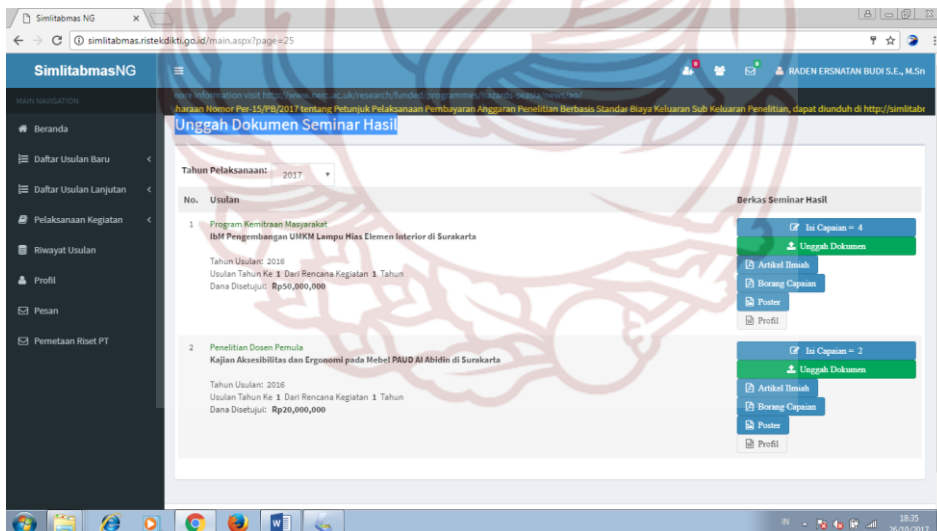 Simlitabmas NG
simlitabmas.ristekdikti.go.id/main.aspx?page=25
SimlitabmasNG
RADEN ERSNATAN BUDI S.E., M.Sn
MAIN NAVIGATION
more information visit http://www.nerc.ac.uk/research/funded/programmes/hazards-seasia/news/ao/
haraan Nomor Per-15/PB/2017 tentang Petunjuk Pelaksanaan Pembayaran Anggaran Penelitian Berbasis Standar Biaya Keluaran Sub Keluaran Penelitian, dapat diunduh di http://simlitabr
Unggah Dokumen Seminar Hasil
Beranda
Daftar Usulan Baru
Daftar Usulan Lanjutan
Pelaksanaan Kegiatan
Riwayat Usulan
Profil
Pesan
Pemetaan Riset PT
Tahun Pelaksanaan: 2017
No. Usulan Berkas Seminar Hasil
1 Program Kemitraan Masyarakat
IbM Pengembangan UMKM Lampu Hias Elemen Interior di Surakarta
Tahun Usulan: 2016
Usulan Tahun Ke 1 Dari Rencana Kegiatan 1 Tahun
Dana Disetujui: Rp50,000,000
Isi Capaian = 4
Unggah Dokumen
Artikel Ilmiah
Borang Capaian
Poster
Profil
2 Penelitian Dosen Pemula
Kajian Aksesibilitas dan Ergonomi pada Mebel PAUD Al Abidin di Surakarta
Tahun Usulan: 2016
Usulan Tahun Ke 1 Dari Rencana Kegiatan 1 Tahun
Dana Disetujui: Rp20,000,000
Isi Capaian = 2
Unggah Dokumen
Artikel Ilmiah
Borang Capaian
Poster
Profil
IN
18:35
26/10/2017